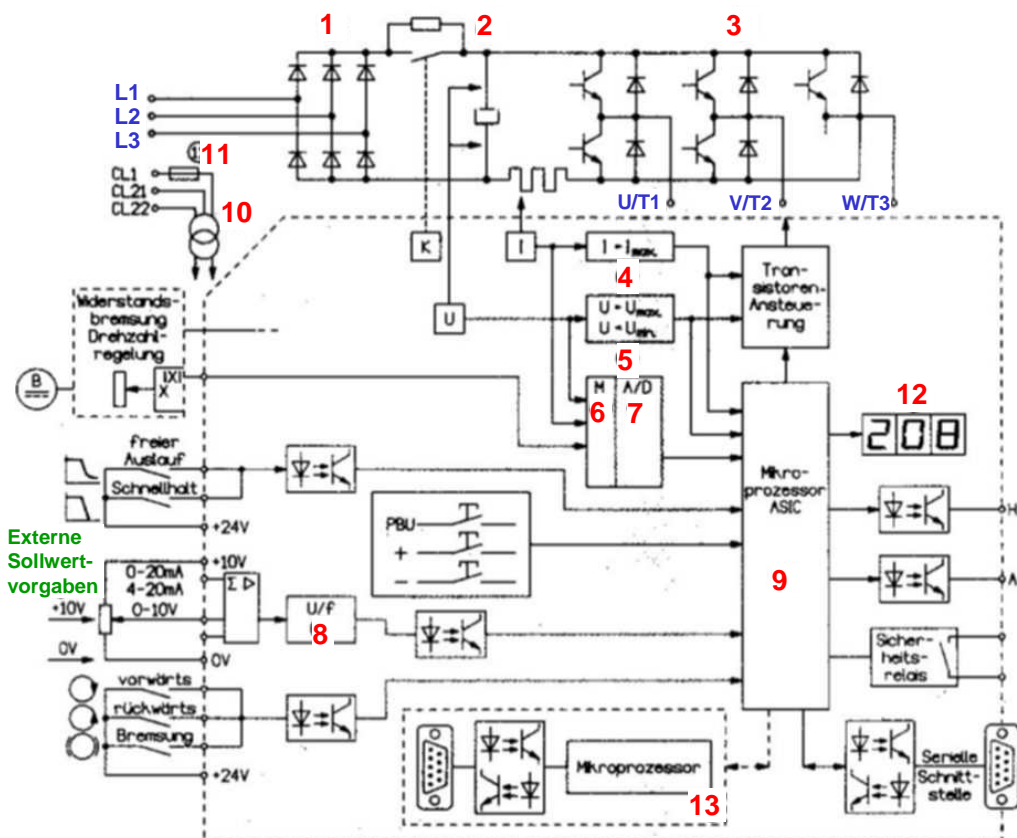 1
2
3
L1
L2
L3
11
CL1
CL21
CL22
10
U/T1
V/T2
W/T3
K
I
I = Imax.
4
Tran-
sistoren-
Ansteue-
rung
U
U = Umax.
U = Umin.
5
Widerstands-
bremsung
Drehzahl-
regelung
B
|X|
X
M
A/D
6
7
12
208
freier
Auslauf
Schnellhalt
+24V
Mikro-
prozessor
ASIC
9
H
PBU
+
-
Externe
Sollwert-
vorgaben
+10V
0-20mA
4-20mA
0-10V
+10V
0V
0V
Σ
U/f
8
A
Sicher-
heits-
relais
vorwärts
rückwärts
Bremsung
+24V
Mikroprozessor
13
Serielle
Schnitt-
stelle